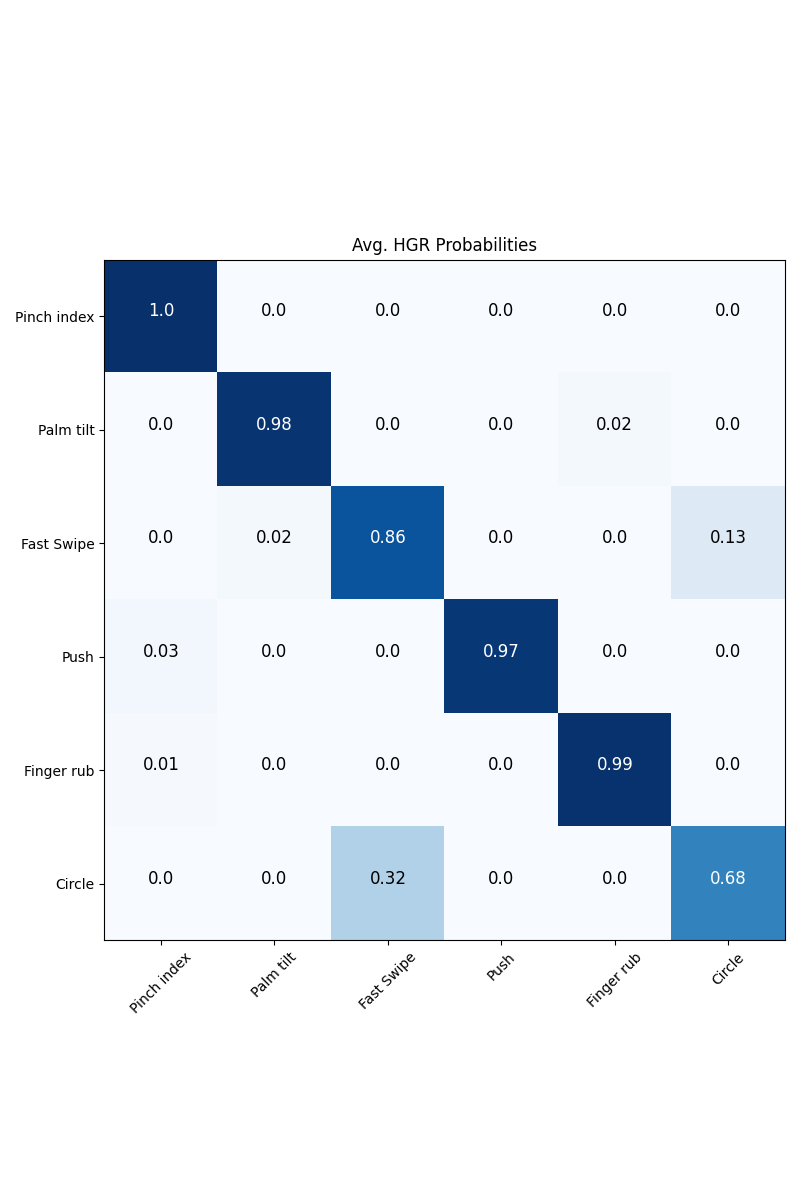 Avg. HGR Probabilities
Pinch index 1.0 0.0 0.0 0.0 0.0 0.0
Palm tilt 0.0 0.98 0.0 0.0 0.02 0.0
Fast Swipe 0.0 0.02 0.86 0.0 0.0 0.13
Push 0.03 0.0 0.0 0.97 0.0 0.0
Finger rub 0.01 0.0 0.0 0.0 0.99 0.0
Circle 0.0 0.0 0.32 0.0 0.0 0.68
Pinch index Palm tilt Fast Swipe Push Finger rub Circle